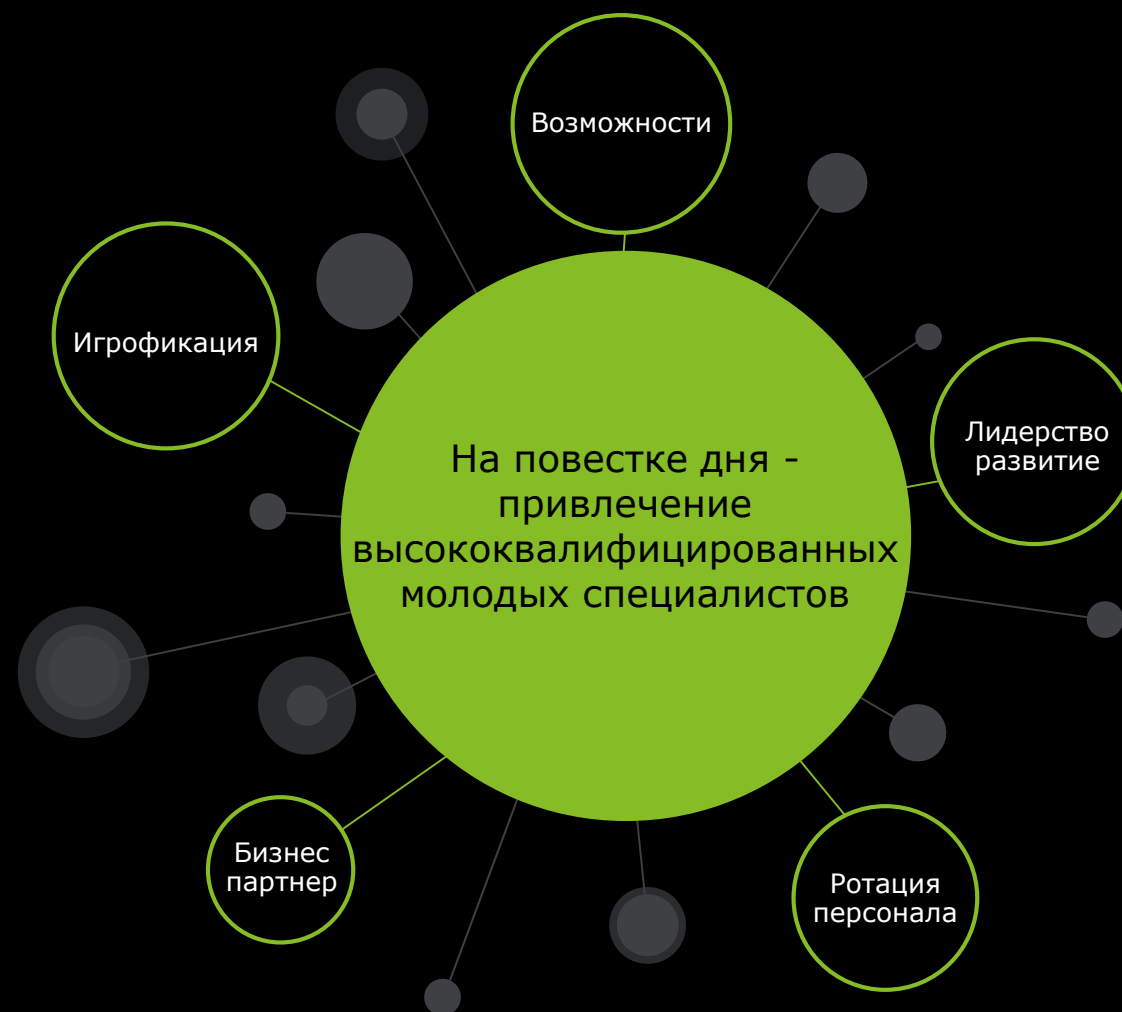 Возможности
Игрофикация
Лидерство
развитие
На повестке дня -
привлечение
высококвалифицированных
молодых специалистов
Бизнес
партнер
Ротация
персонала